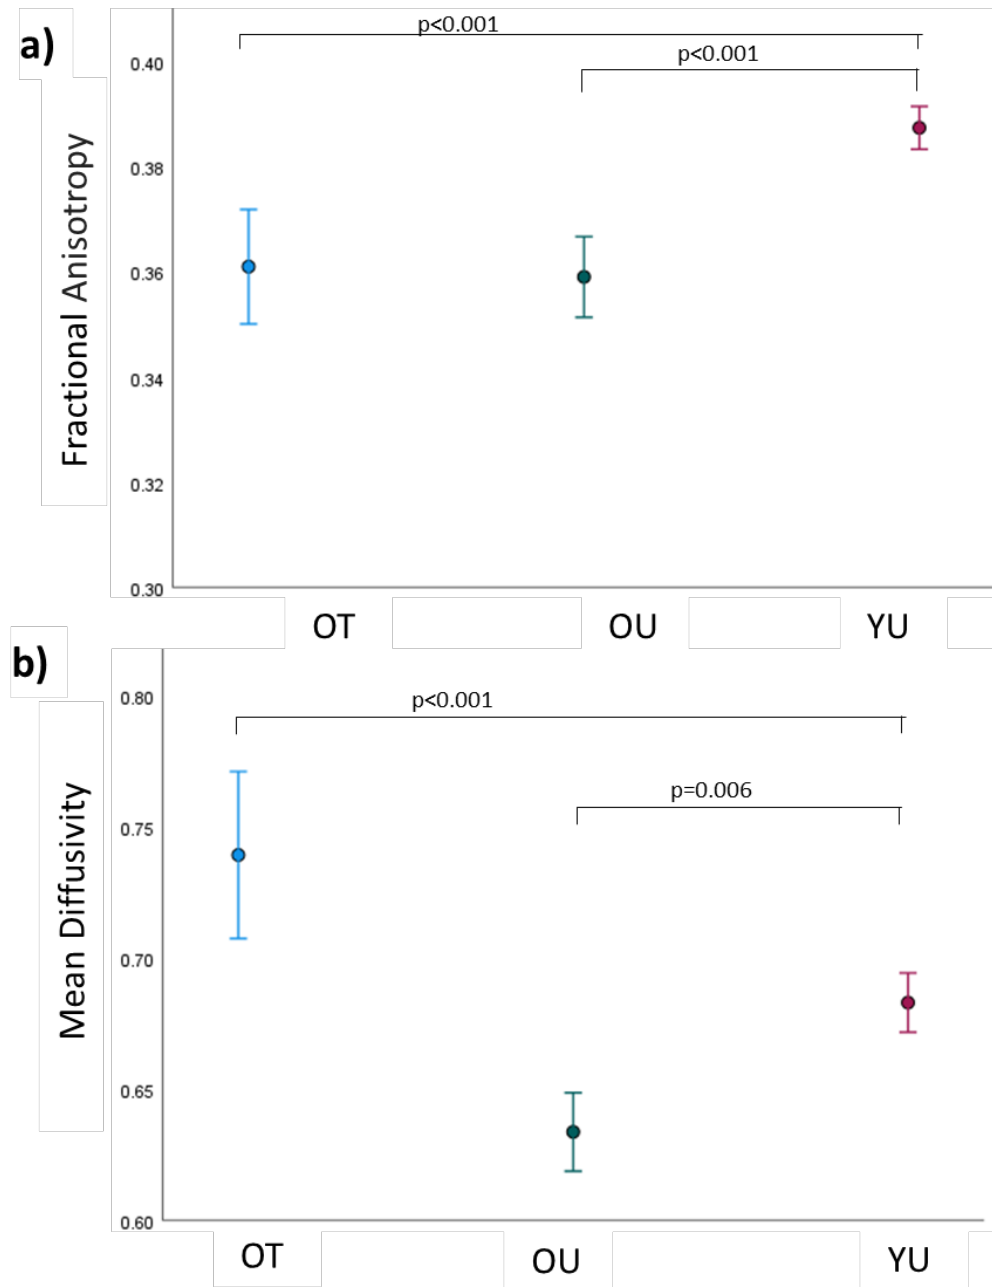 a)
p<0.001
p<0.001
Fractional Anisotropy
0.40
0.38
0.36
0.34
0.32
0.30
OT OU YU
b)
p<0.001
p=0.006
Mean Diffusivity
0.80
0.75
0.70
0.65
0.60
OT OU YU